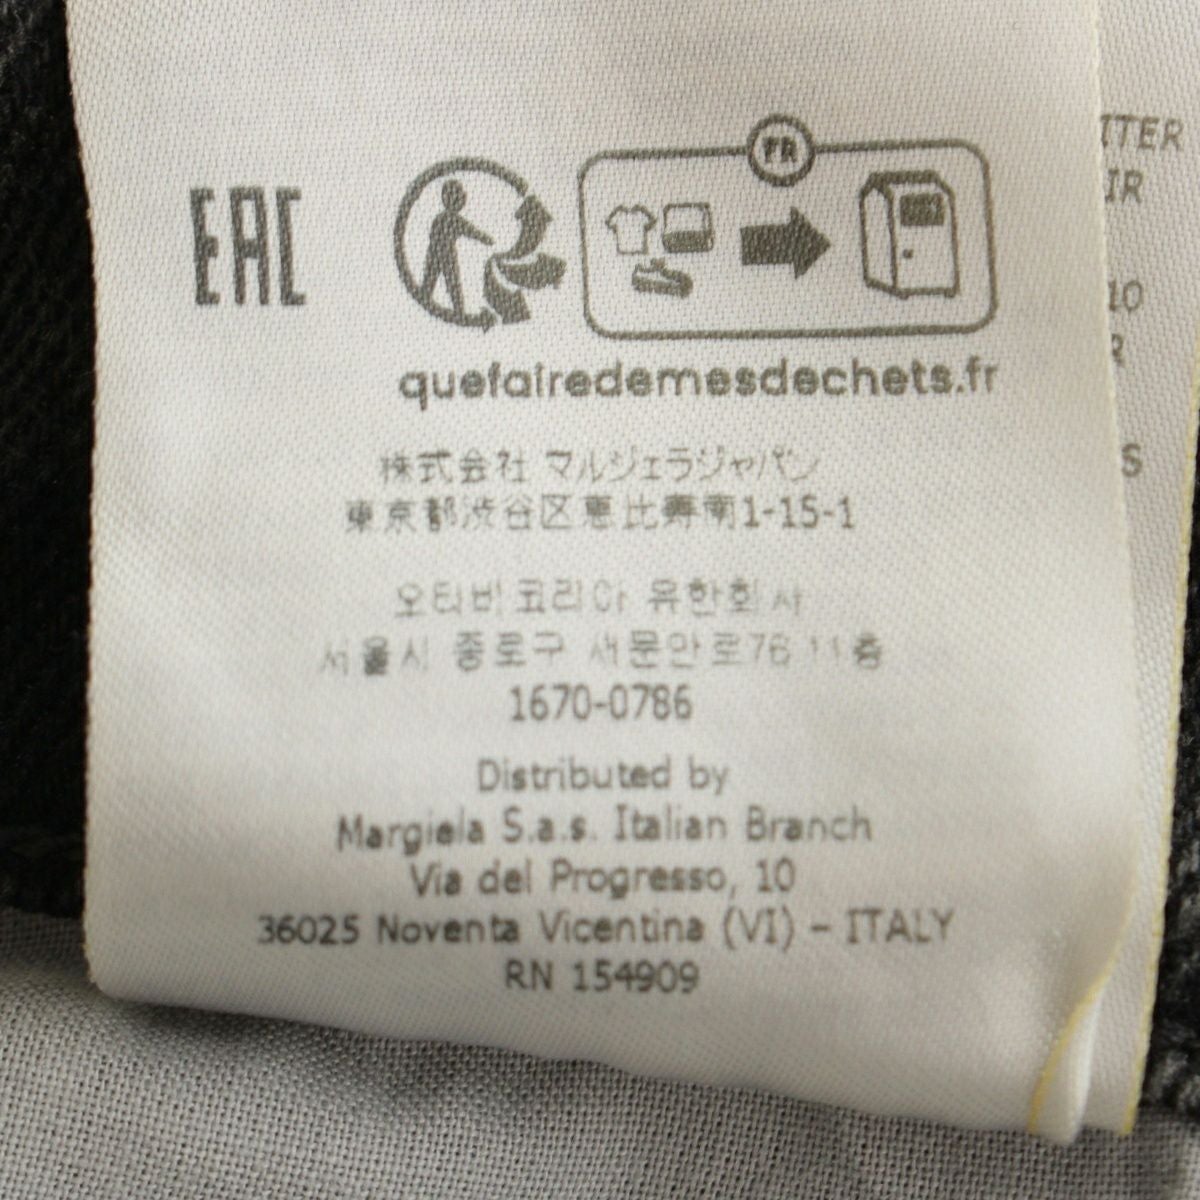 EAC
FR
quefairedemesdechets.fr
株式会社 マルジェラジャパン
東京都渋谷区恵比寿南1-15-1
오티비코리아 유한회사
서울시 종로구 새문안로76 11층
1670-0786
Distributed by
Margiela S.a.s. Italian Branch
Via del Progresso, 10
36025 Noventa Vicentina (VI) – ITALY
RN 154909